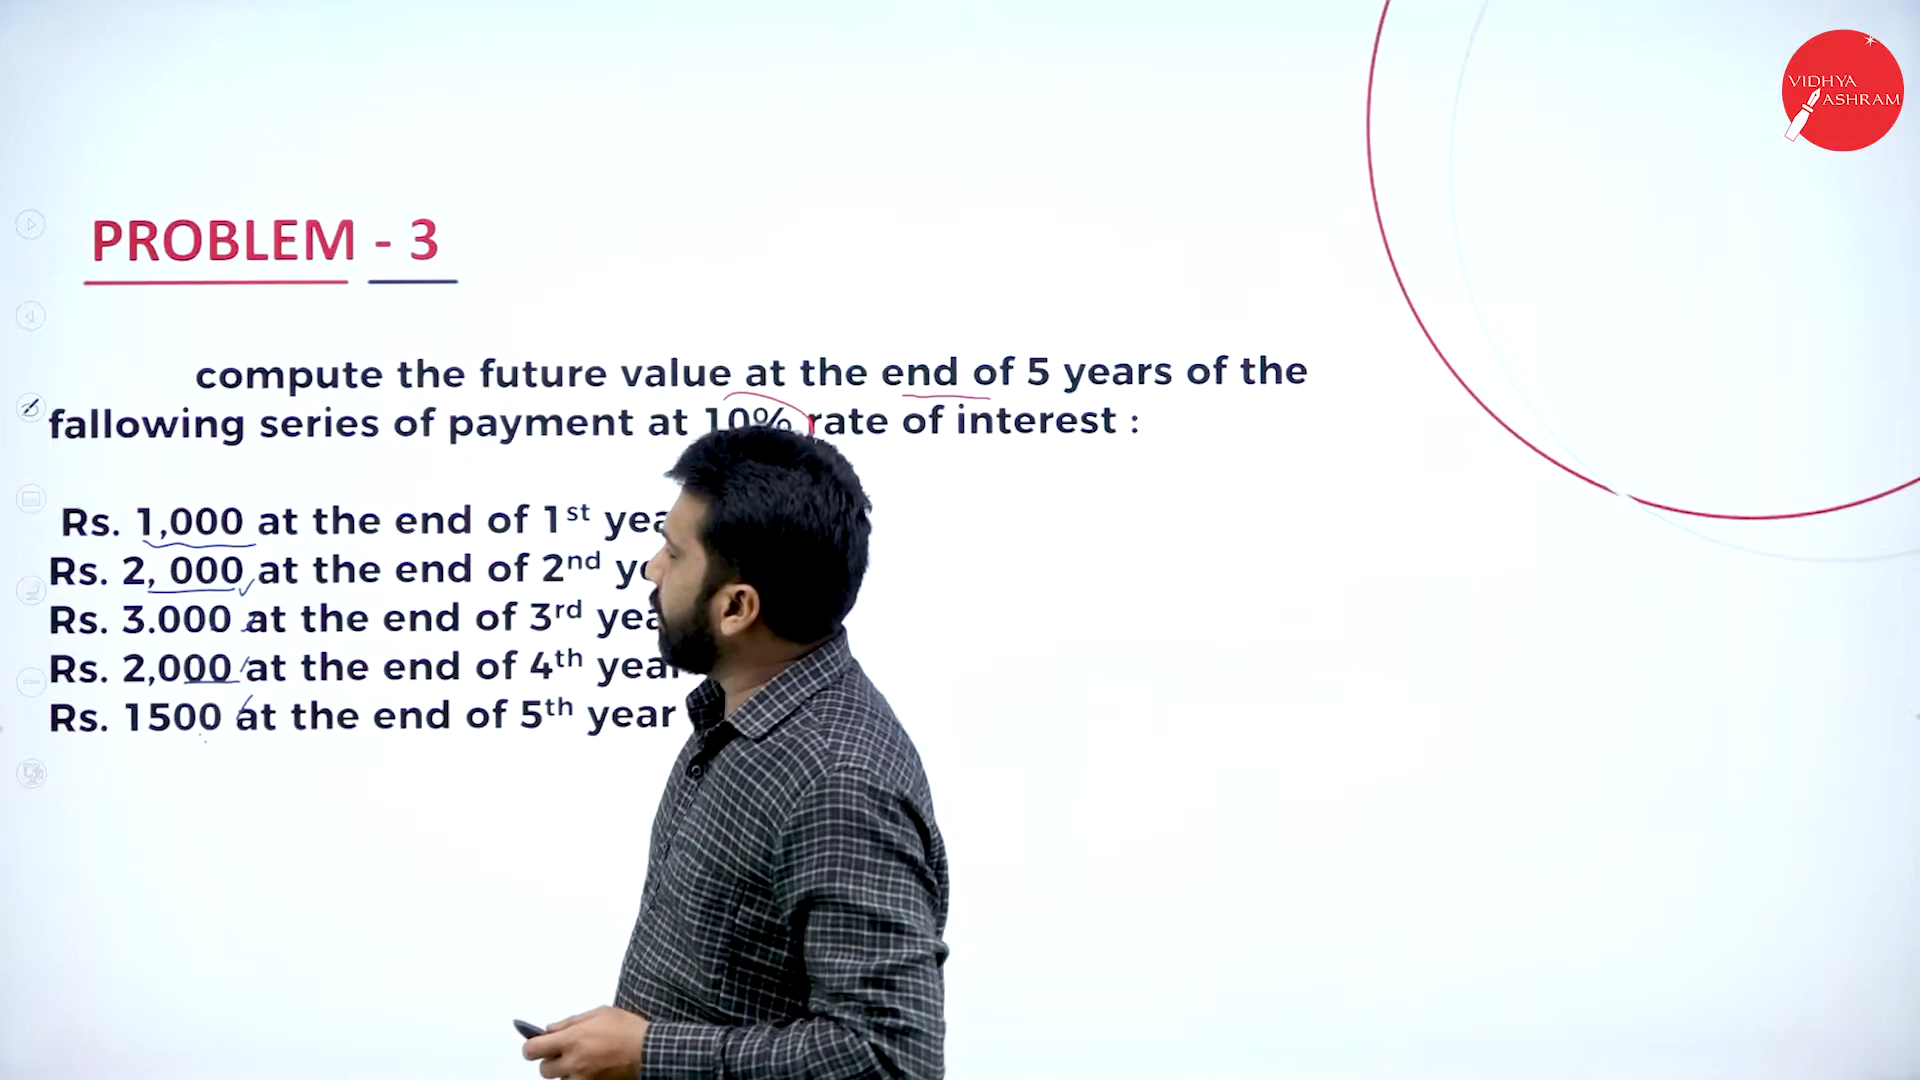 VIDHYA
ASHRAM
PROBLEM - 3
compute the future value at the end of 5 years of the
fallowing series of payment at 10% rate of interest :
Rs. 1,000 at the end of 1st
Rs. 2, 000 at the end of 2nd
Rs. 3.000 at the end of 3rd
Rs. 2,000 at the end of 4th year
Rs. 1500 at the end of 5th year